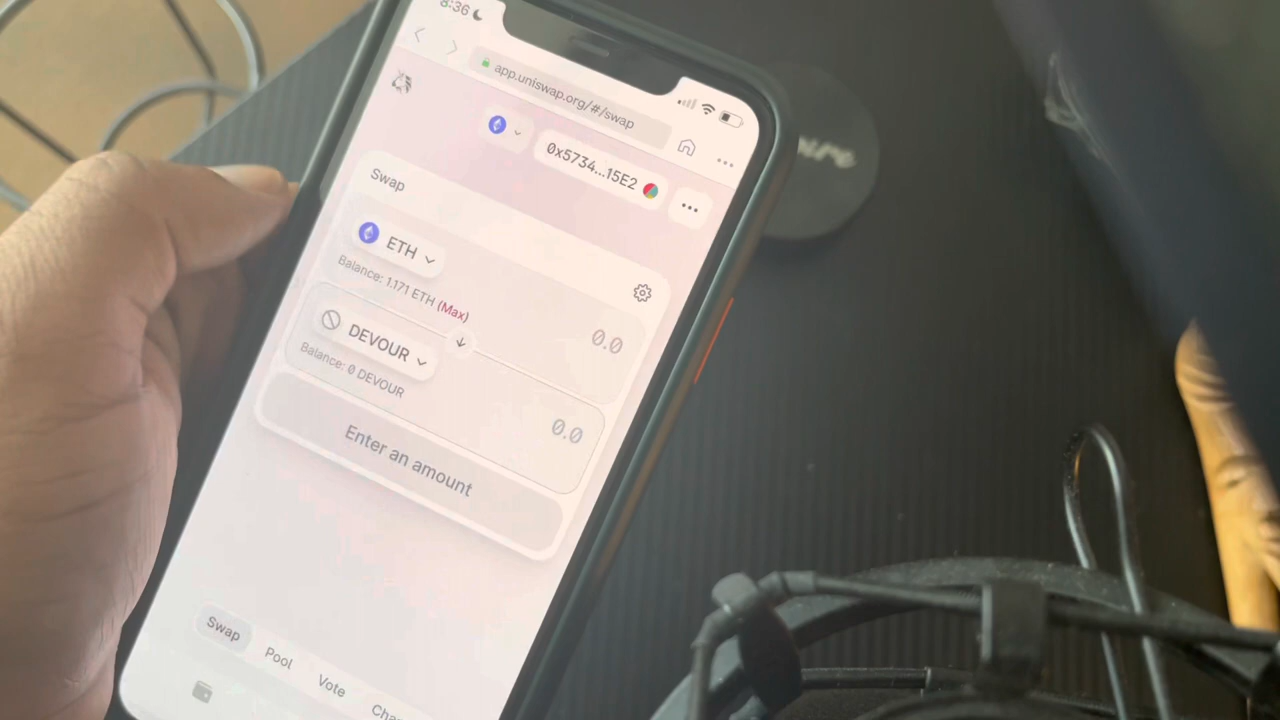 8:36
app.uniswap.org/#/swap
0x5734...15E2
Swap
ETH
Balance: 1.171 ETH (Max)
0.0
DEVOUR
Balance: 0 DEVOUR
0.0
Enter an amount
Swap
Pool
Vote